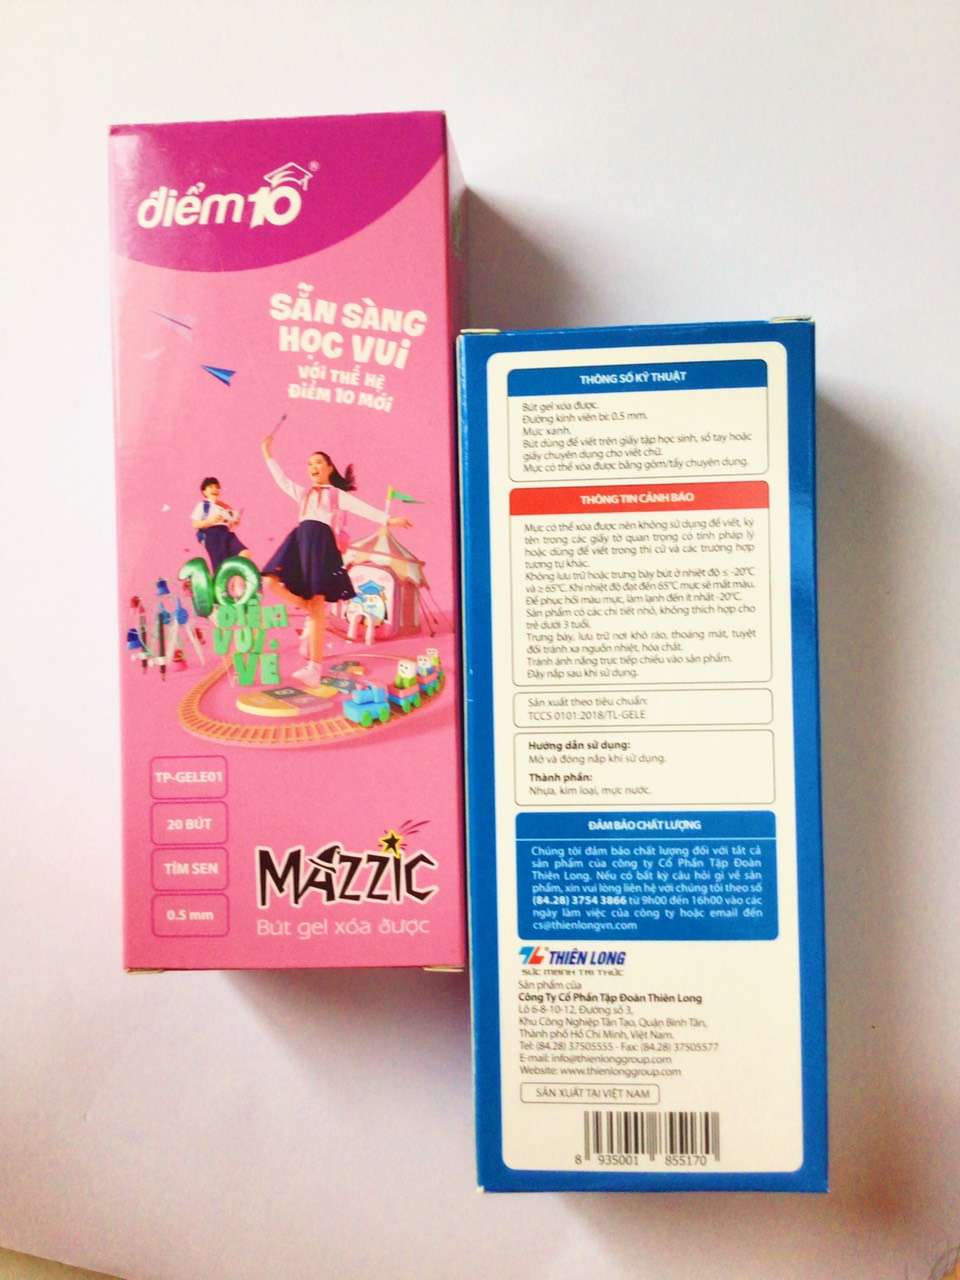 điểm10®
SẴN SÀNG
HỌC VUI
VỚI THẾ HỆ
ĐIỂM 10 MỚI
10
ĐIỂM
VUI
VẺ
TP-GELE01
20 BÚT
TÍM SEN
0.5 mm
MAZZIC
Bút gel xóa được
THÔNG SỐ KỸ THUẬT
Bút gel xóa được.
Đường kính viên bi: 0.5 mm.
Mực xanh.
Bút dùng để viết trên giấy tập học sinh, sổ tay hoặc
giấy chuyên dụng cho viết chữ.
Mực có thể xóa được bằng gôm/tẩy chuyên dụng.
THÔNG TIN CẢNH BÁO
Mực có thể xóa được nên không sử dụng để viết, ký
tên trong các giấy tờ quan trọng có tính pháp lý
hoặc dùng để viết trong thi cử và các trường hợp
tương tự khác.
Không lưu trữ hoặc trưng bày bút ở nhiệt độ ≤ -20°C
và ≥ 65°C. Khi nhiệt độ đạt đến 65°C mực sẽ mất màu.
Để phục hồi màu mực, làm lạnh đến ít nhất -20°C.
Sản phẩm có các chi tiết nhỏ, không thích hợp cho
trẻ dưới 3 tuổi.
Trưng bày, lưu trữ nơi khô ráo, thoáng mát, tuyệt
đối tránh xa nguồn nhiệt, hóa chất.
Tránh ánh nắng trực tiếp chiếu vào sản phẩm.
Đậy nắp sau khi sử dụng.
Sản xuất theo tiêu chuẩn:
TCCS 0101:2018/TL-GELE
Hướng dẫn sử dụng:
Mở và đóng nắp khi sử dụng.
Thành phần:
Nhựa, kim loại, mực nước.
ĐẢM BẢO CHẤT LƯỢNG
Chúng tôi đảm bảo chất lượng đối với tất cả
sản phẩm của công ty Cổ Phần Tập Đoàn
Thiên Long. Nếu có bất kỳ câu hỏi gì về sản
phẩm, xin vui lòng liên hệ với chúng tôi theo số
(84.28) 3754 3866 từ 9h00 đến 16h00 vào các
ngày làm việc của công ty hoặc email đến
cs@thienlongvn.com
THIÊN LONG
SỨC MẠNH TRI THỨC
Sản phẩm của
Công Ty Cổ Phần Tập Đoàn Thiên Long
Lô 6-8-10-12, Đường số 3,
Khu Công Nghiệp Tân Tạo, Quận Bình Tân,
Thành phố Hồ Chí Minh, Việt Nam.
Tel: (84.28) 37505555 - Fax: (84.28) 37505577
E-mail: info@thienlonggroup.com
Website: www.thienlonggroup.com
SẢN XUẤT TẠI VIỆT NAM
8 935001 855170